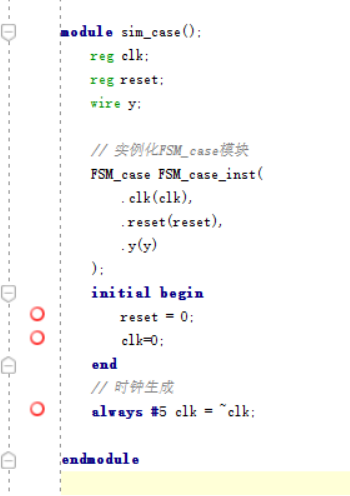 module sim_case();
reg clk;
reg reset;
wire y;
// 实例化FSM_case模块
FSM_case FSM_case_inst(
.clk(clk),
.reset(reset),
.y(y)
);
initial begin
reset = 0;
clk=0;
end
// 时钟生成
always #5 clk = ~clk;
endmodule